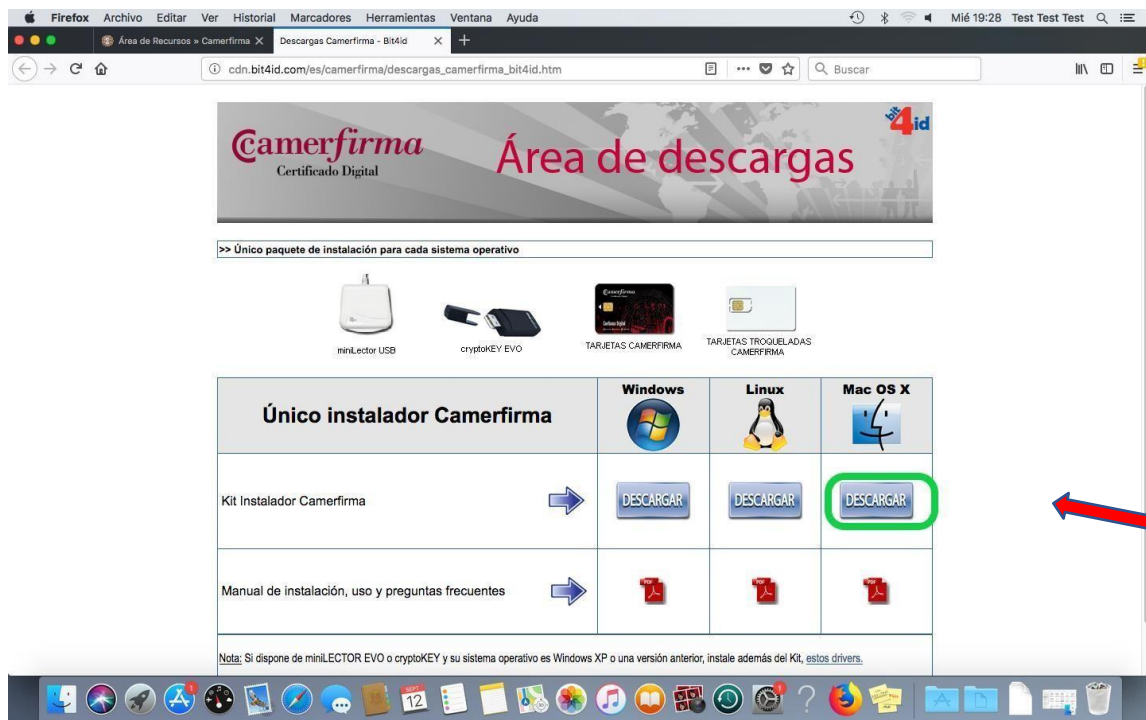 Firefox Archivo Editar Ver Historial Marcadores Herramientas Ventana Ayuda Mié 19:28 Test Test Test
Área de Recursos » Camerfirma Descargas Camerfirma - Bit4id
cdn.bit4id.com/es/camerfirma/descargas_camerfirma_bit4id.htm Buscar
Camerfirma
Certificado Digital
Área de descargas
bit4id
>> Único paquete de instalación para cada sistema operativo
miniLector USB
cryptoKEY EVO
TARJETAS CAMERFIRMA
TARJETAS TROQUELADAS
CAMERFIRMA
Único instalador Camerfirma
Windows Linux Mac OS X
Kit Instalador Camerfirma
DESCARGAR DESCARGAR DESCARGAR
Manual de instalación, uso y preguntas frecuentes
PDF PDF PDF
Nota: Si dispone de miniLECTOR EVO o cryptoKEY y su sistema operativo es Windows XP o una versión anterior, instale además del Kit, estos drivers.
SEPT
12